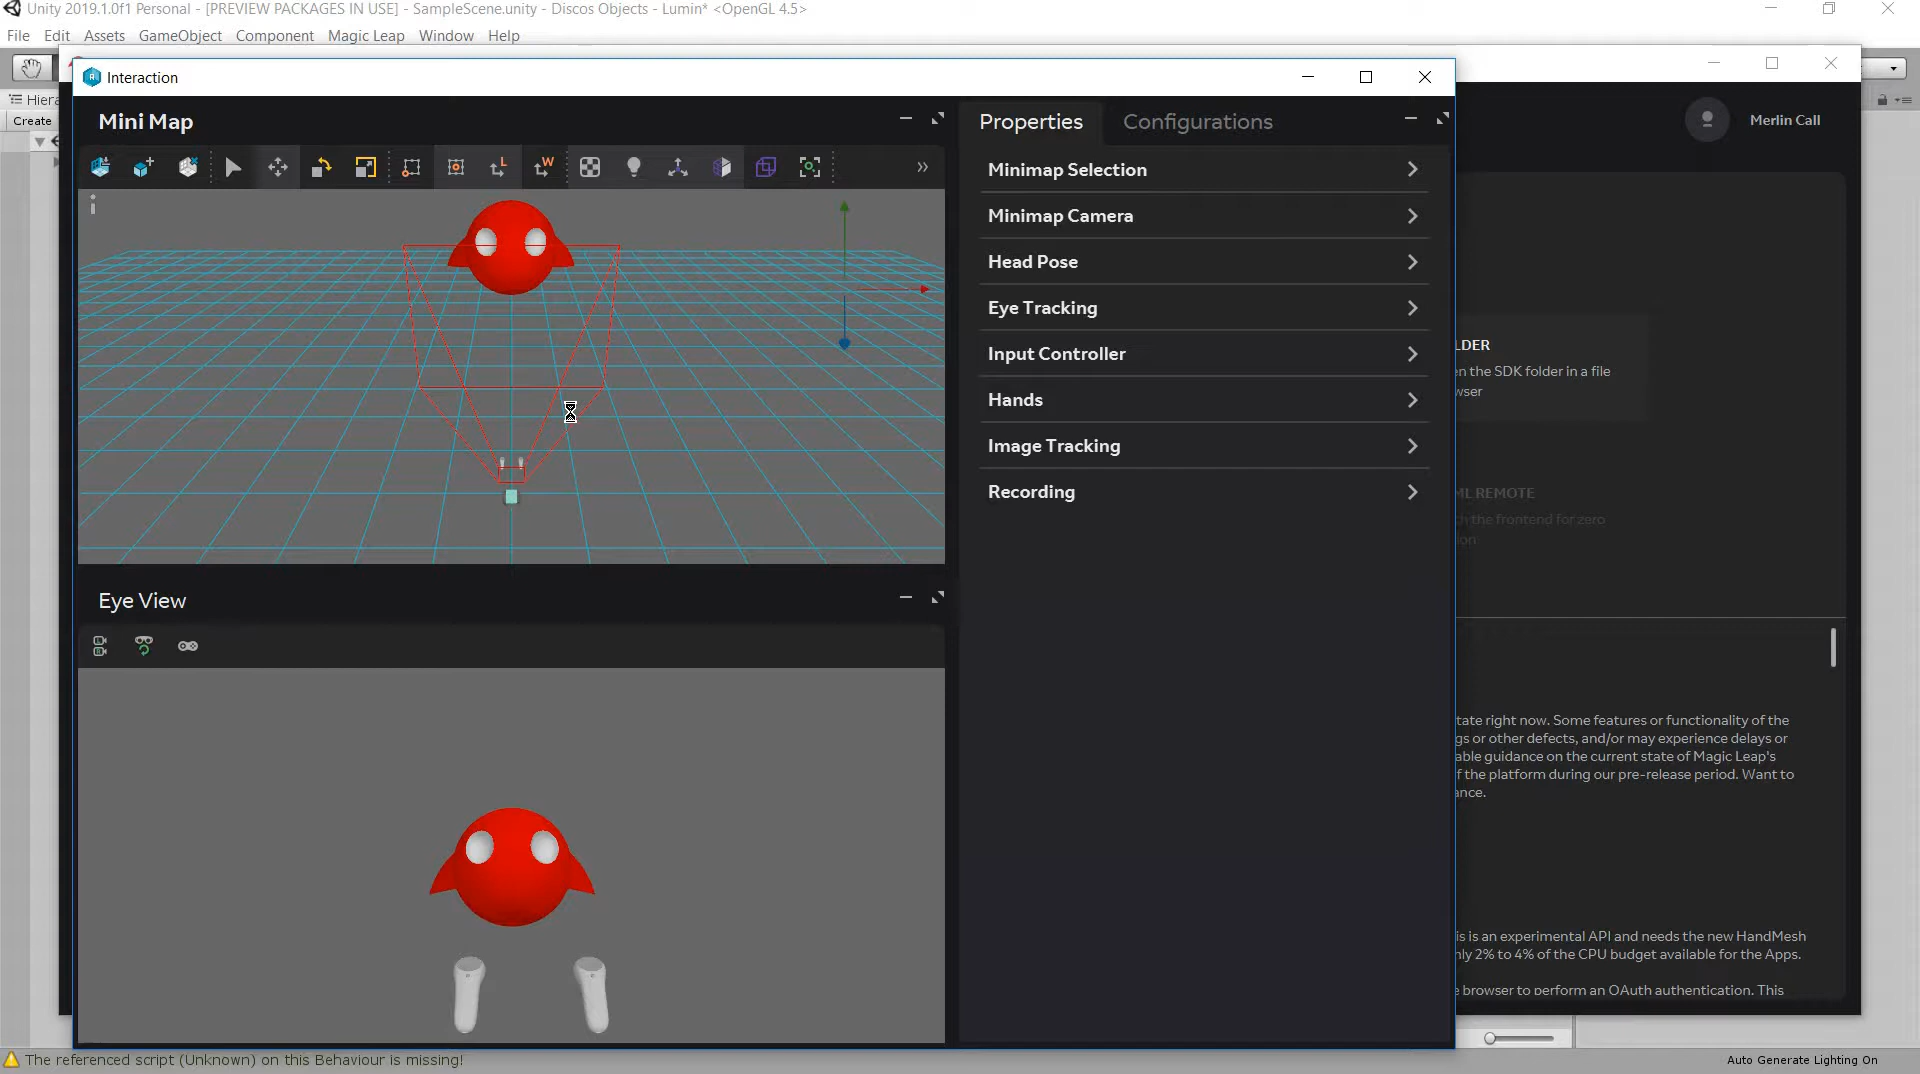 Unity 2019.1.0f1 Personal - [PREVIEW PACKAGES IN USE] - SampleScene.unity - Discos Objects - Lumin* <OpenGL 4.5>
File Edit Assets GameObject Component Magic Leap Window Help
Interaction
Hiera
Create
Mini Map
Properties
Configurations
Merlin Call
L
W
Minimap Selection
Minimap Camera
Head Pose
Eye Tracking
Input Controller
Hands
Image Tracking
Recording
LDER
en the SDK folder in a file
wser
ML REMOTE
th the frontend for zero
ion
Eye View
tate right now. Some features or functionality of the
gs or other defects, and/or may experience delays or
able guidance on the current state of Magic Leap's
f the platform during our pre-release period. Want to
ance.
is is an experimental API and needs the new HandMesh
nly 2% to 4% of the CPU budget available for the Apps.
e browser to perform an OAuth authentication. This
The referenced script (Unknown) on this Behaviour is missing!
Auto Generate Lighting On